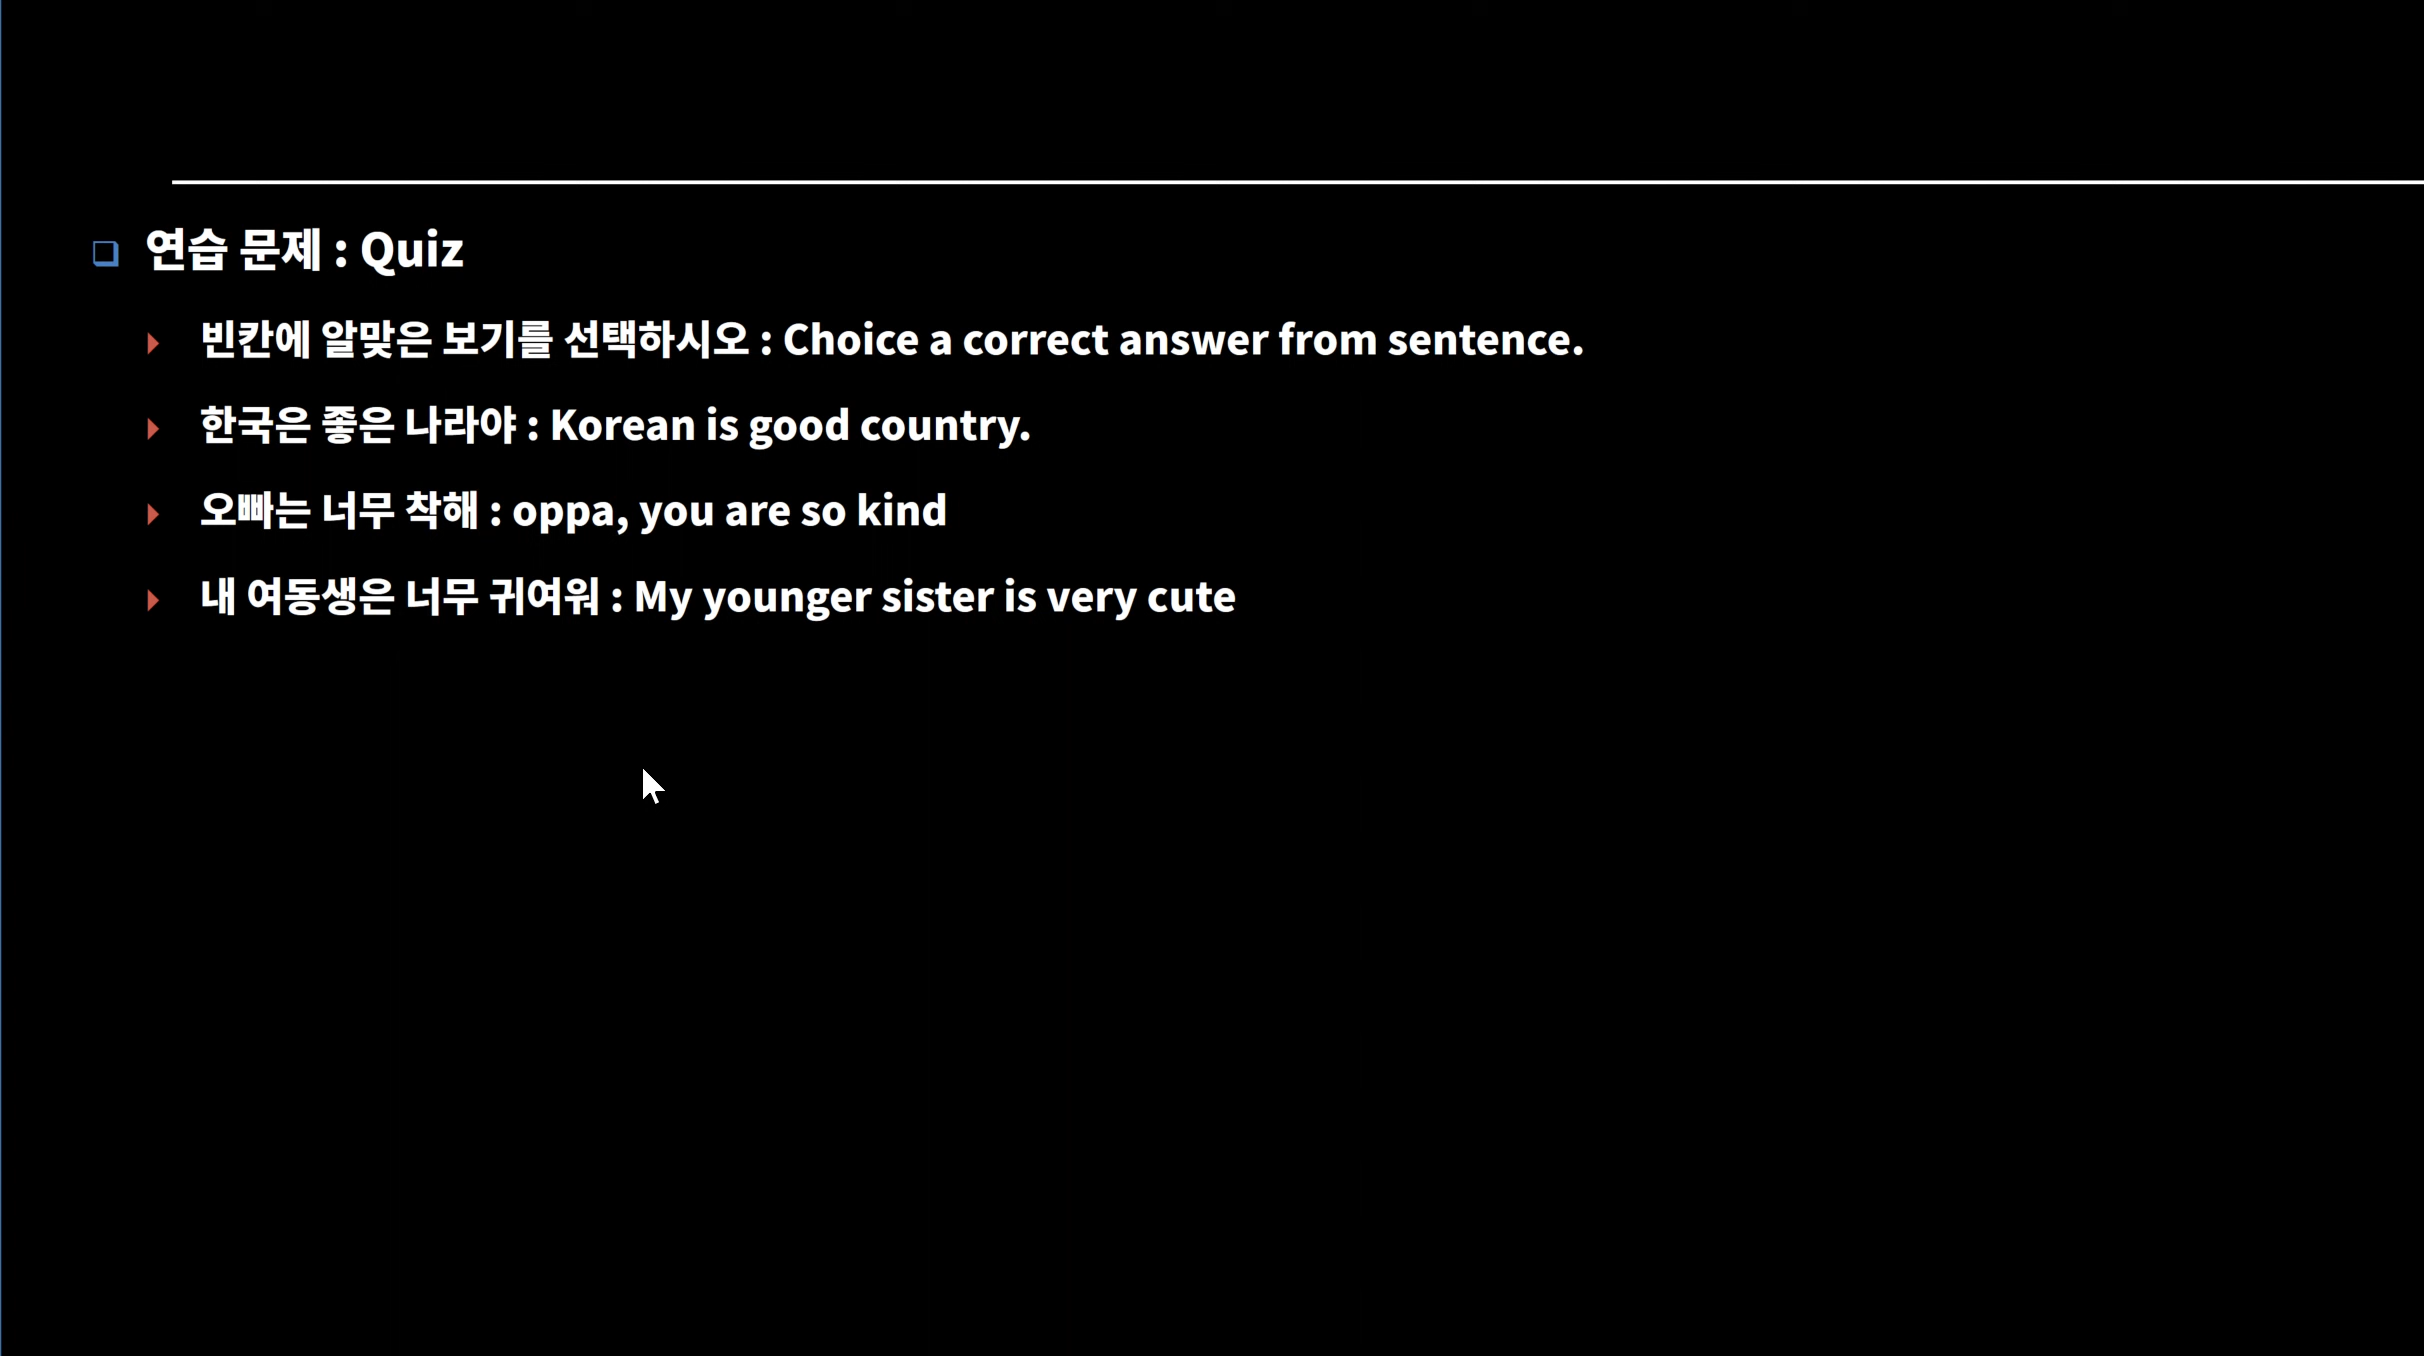 연습 문제 : Quiz
빈칸에 알맞은 보기를 선택하시오 : Choice a correct answer from sentence.
한국은 좋은 나라야 : Korean is good country.
오빠는 너무 착해 : oppa, you are so kind
내 여동생은 너무 귀여워 : My younger sister is very cute